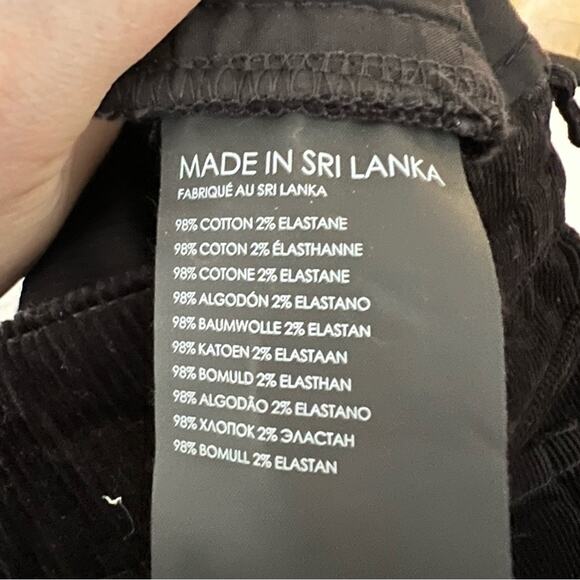 MADE IN SRI LANKA
FABRIQUÉ AU SRI LANKA
98% COTTON 2% ELASTANE
98% COTON 2% ÉLASTHANNE
98% COTONE 2% ELASTANE
98% ALGODÓN 2% ELASTANO
98% BAUMWOLLE 2% ELASTAN
98% KATOEN 2% ELASTAAN
98% BOMULD 2% ELASTHAN
98% ALGODÃO 2% ELASTANO
98% ХЛОПОК 2% ЭЛАСТАН
98% BOMULL 2% ELASTAN